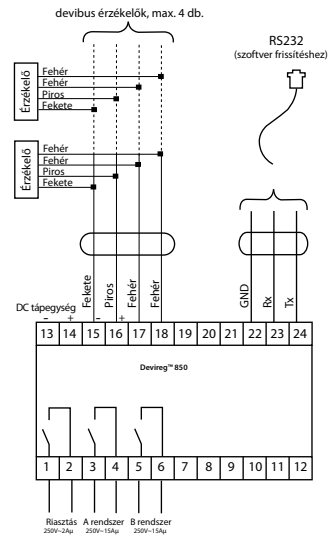 devibus érzékelők, max. 4 db.
RS232
(szoftver frissítéshez)
Érzékelő
Fehér
Fehér
Piros
Fekete
Érzékelő
Fehér
Fehér
Piros
Fekete
Fekete
Piros
Fehér
Fehér
GND
Rx
Tx
DC tápegység
– + – +
13 14 15 16 17 18 19 20 21 22 23 24
Devireg™ 850
1 2 3 4 5 6 7 8 9 10 11 12
Riasztás A rendszer B rendszer
250V~2Aµ 250V~15Aµ 250V~15Aµ